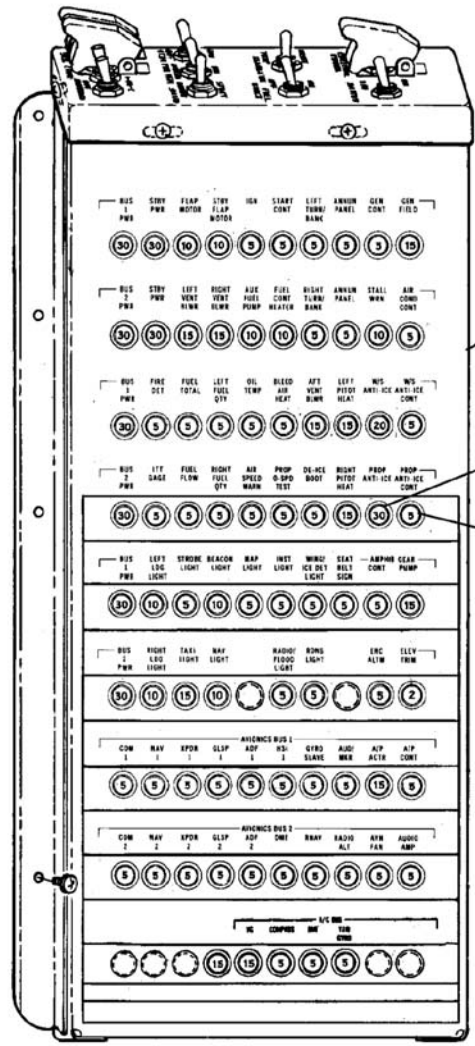 BUS STBY FLAP STBY IGN START LEFT ANNUN GEN GEN
1 PWR MOTOR FLAP CONT TURN/ PANEL CONT FIELD
PWR MOTOR BANK
30 30 10 10 5 5 5 5 5 15
BUS STBY LEFT RIGHT AUX FUEL RIGHT ANNUN STALL AIR
2 PWR VENT VENT FUEL CONT TURN/ PANEL WRN COND
PWR BLWR BLWR PUMP HEATER BANK CONT
30 30 15 15 10 10 5 5 10 5
BUS FIRE FUEL LEFT OIL BLEED AFT LEFT W/S W/S
1 DET TOTAL FUEL TEMP AIR VENT PITOT ANTI-ICE ANTI-ICE
PWR QTY HEAT BLWR HEAT CONT
30 5 5 5 5 5 15 15 20 5
BUS ITT FUEL RIGHT AIR PROP DE-ICE RIGHT PROP PROP
2 GAGE FLOW FUEL SPEED O-SPD BOOT PITOT ANTI-ICE ANTI-ICE
PWR QTY WARN TEST HEAT CONT
30 5 5 5 5 5 5 15 30 5
BUS LEFT STROBE BEACON MAP INST WING/ SEAT AMPHIB GEAR
1 LDG LIGHT LIGHT LIGHT LIGHT ICE DET BELT CONT PUMP
PWR LIGHT LIGHT SIGN
30 10 5 5 5 5 5 5 5 15
BUS RIGHT TAXI NAV RADIO/ RDNG ENC ELEV
2 LDG LIGHT LIGHT FLOOD LIGHT ALTM TRIM
PWR LIGHT LIGHT
30 10 15 10 5 5 5 2
AVIONICS BUS 1
COM NAV XPDR GLSP ADF HSI GYRO AUD/ A/P A/P
1 1 1 1 1 1 SLAVE MKR ACTR CONT
5 5 5 5 5 5 5 5 15 5
AVIONICS BUS 2
COM NAV XPDR GLSP ADF DME RNAV RADIO AVN AUDIO
2 2 2 2 2 ALT FAN AMP
5 5 5 5 5 5 5 5 5 5
BUS
VG COMPASS
GYRO
15 15 5 5 5